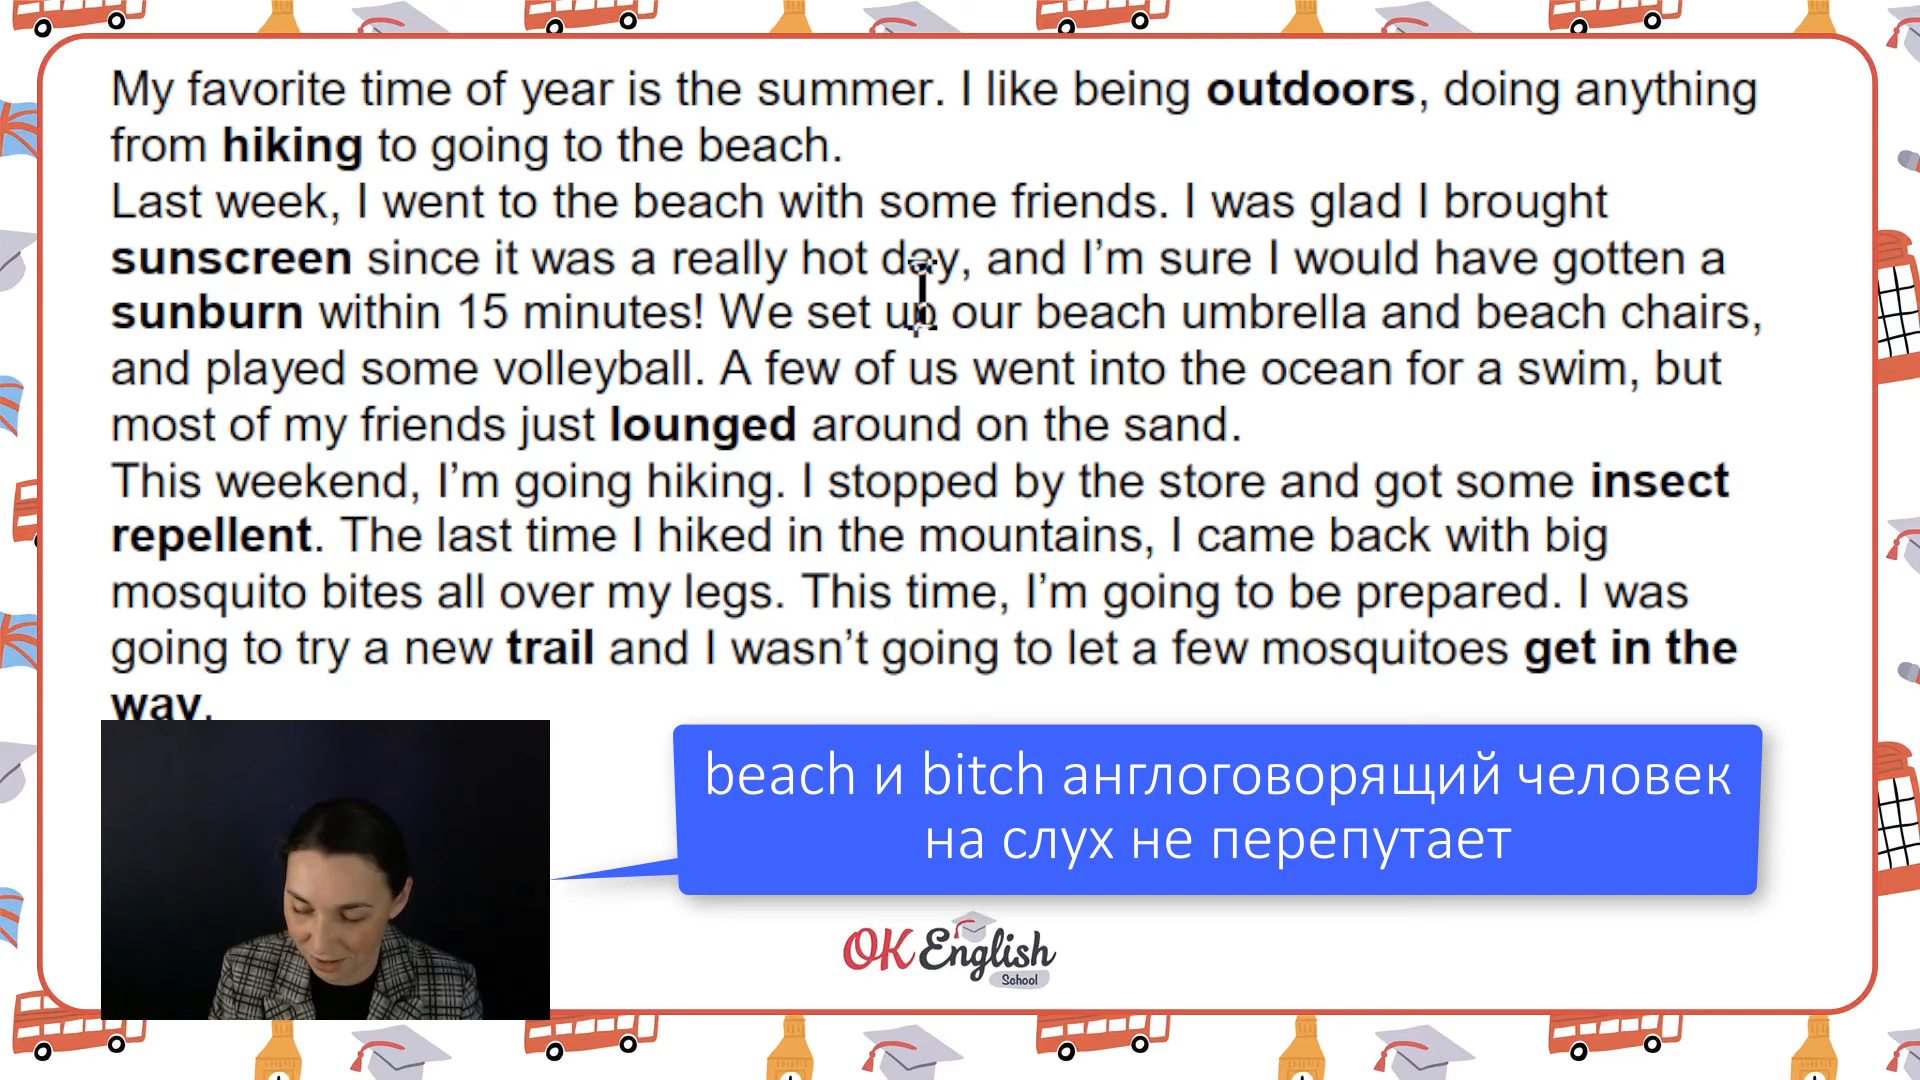 My favorite time of year is the summer. I like being outdoors, doing anything
from hiking to going to the beach.
Last week, I went to the beach with some friends. I was glad I brought
sunscreen since it was a really hot day, and I’m sure I would have gotten a
sunburn within 15 minutes! We set up our beach umbrella and beach chairs,
and played some volleyball. A few of us went into the ocean for a swim, but
most of my friends just lounged around on the sand.
This weekend, I’m going hiking. I stopped by the store and got some insect
repellent. The last time I hiked in the mountains, I came back with big
mosquito bites all over my legs. This time, I’m going to be prepared. I was
going to try a new trail and I wasn’t going to let a few mosquitoes get in the
way.
beach и bitch англоговорящий человек
на слух не перепутает
OK English
School